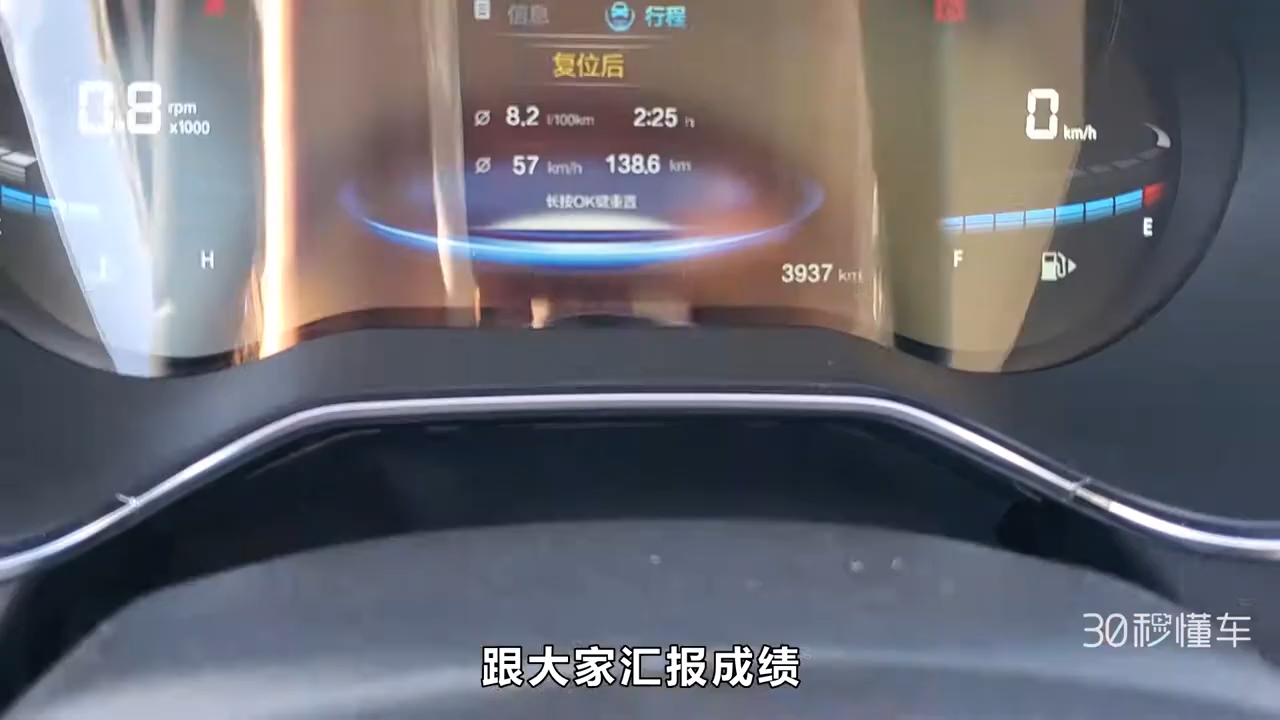 信息 行程
复位后
0.8 rpm x1000
0 km/h
Ø 8.2 l/100km 2:25 h
Ø 57 km/h 138.6 km
长按OK键重置
H
F E
3937 km
30秒懂车
跟大家汇报成绩